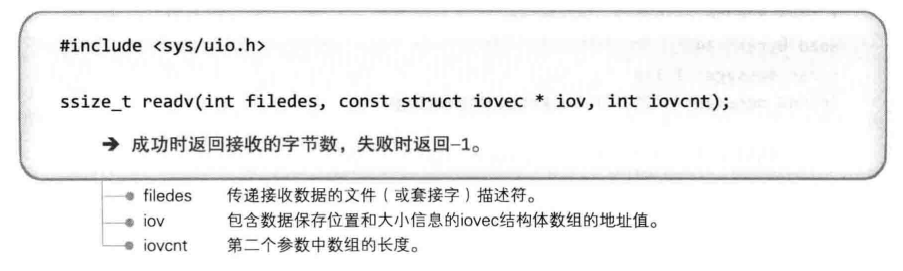 #include <sys/uio.h>
ssize_t readv(int filedes, const struct iovec * iov, int iovcnt);
→ 成功时返回接收的字节数，失败时返回–1。
filedes 传递接收数据的文件（或套接字）描述符。
iov 包含数据保存位置和大小信息的iovec结构体数组的地址值。
iovcnt 第二个参数中数组的长度。